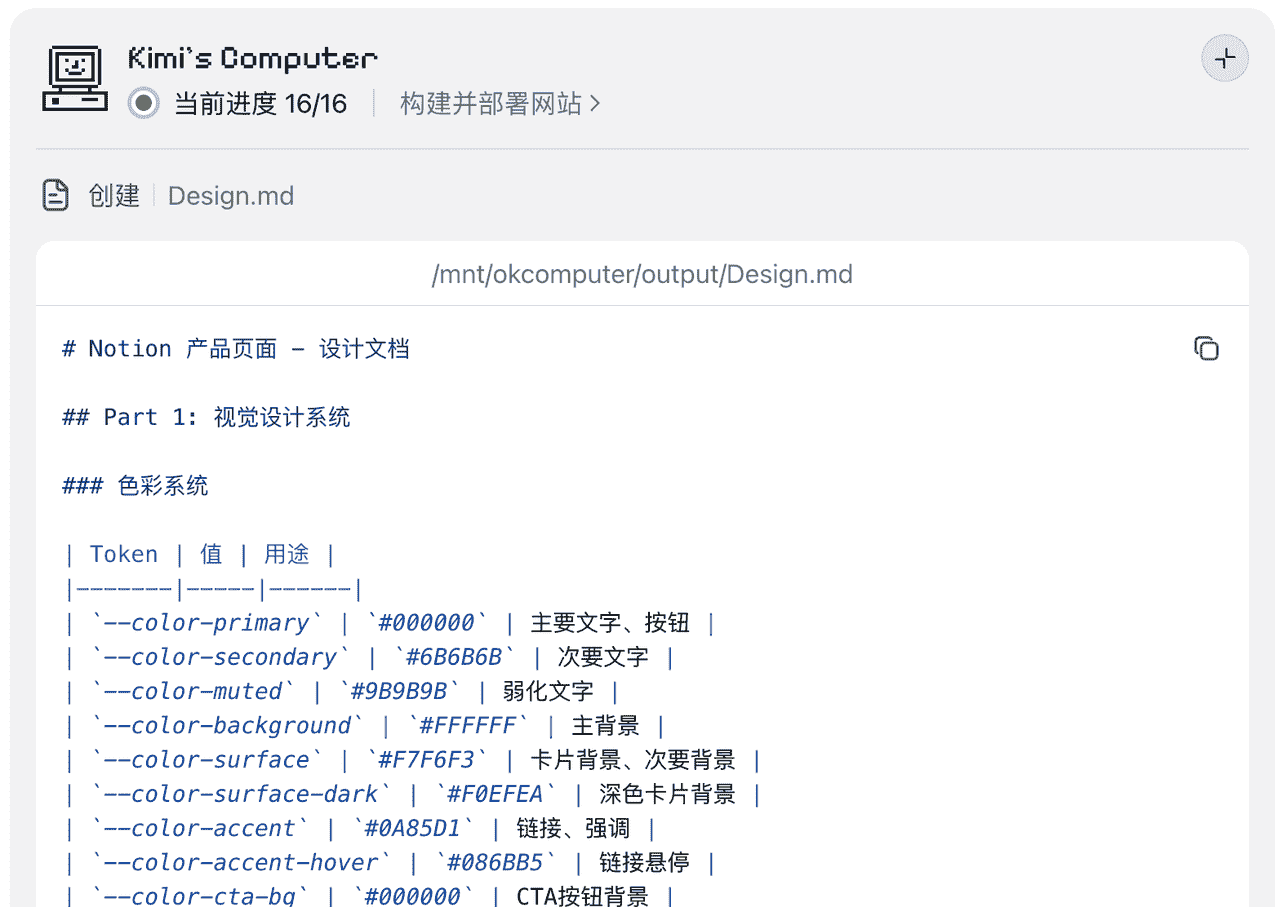 Kimi's Computer
当前进度 16/16
构建并部署网站 >
创建
Design.md
/mnt/okcomputer/output/Design.md
# Notion 产品页面 - 设计文档
## Part 1: 视觉设计系统
### 色彩系统
| Token | 值 | 用途 |
|-------|-----|------|
| `--color-primary` | `#000000` | 主要文字、按钮 |
| `--color-secondary` | `#6B6B6B` | 次要文字 |
| `--color-muted` | `#9B9B9B` | 弱化文字 |
| `--color-background` | `#FFFFFF` | 主背景 |
| `--color-surface` | `#F7F6F3` | 卡片背景、次要背景 |
| `--color-surface-dark` | `#F0EFEA` | 深色卡片背景 |
| `--color-accent` | `#0A85D1` | 链接、强调 |
| `--color-accent-hover` | `#086BB5` | 链接悬停 |
| `--color-cta-bg` | `#000000` | CTA按钮背景 |